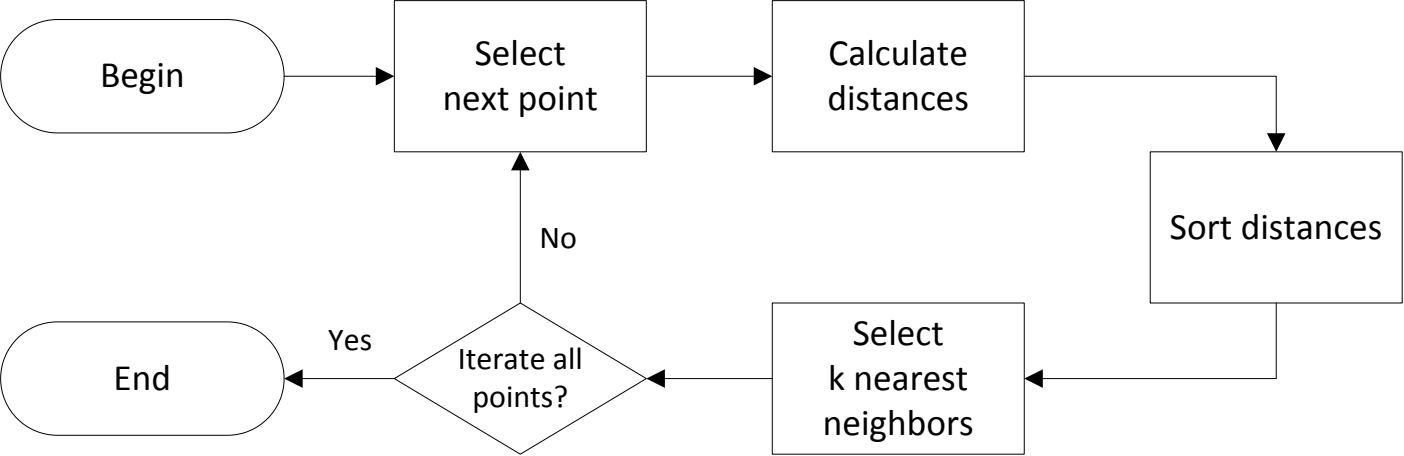 Begin
Select
next point
Calculate
distances
Sort distances
Select
k nearest
neighbors
Iterate all
points?
No
Yes
End